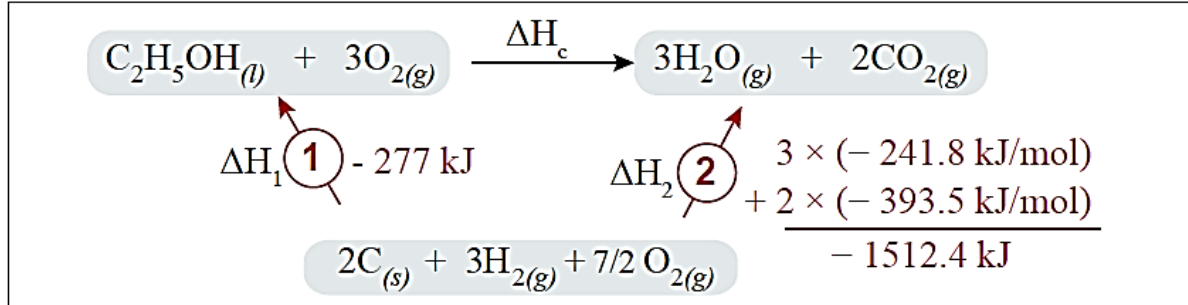 C₂H₅OH(l) + 3O₂(g) ΔHc 3H₂O(g) + 2CO₂(g)
ΔH₁ 1 - 277 kJ
ΔH₂ 2 3 × (− 241.8 kJ/mol)
+ 2 × (− 393.5 kJ/mol)
− 1512.4 kJ
2C(s) + 3H₂(g) + 7/2 O₂(g)